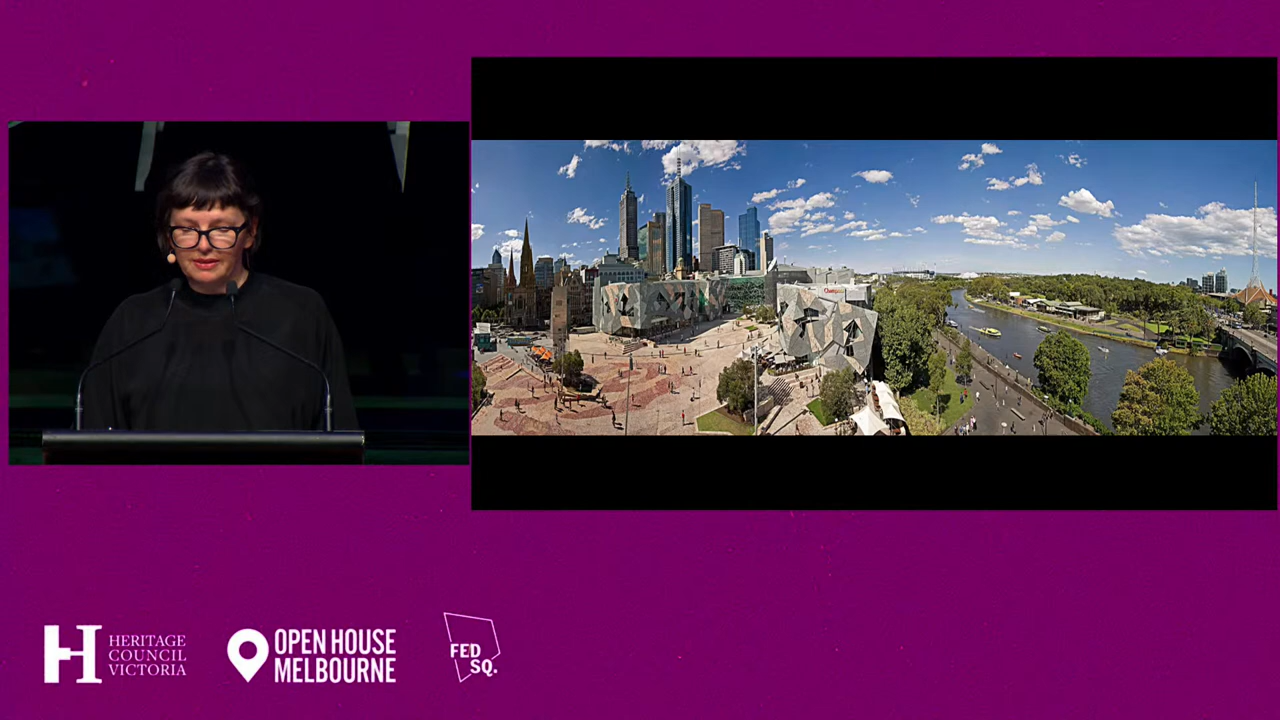 HERITAGE
COUNCIL
VICTORIA
OPEN HOUSE
MELBOURNE
FED
SQ.